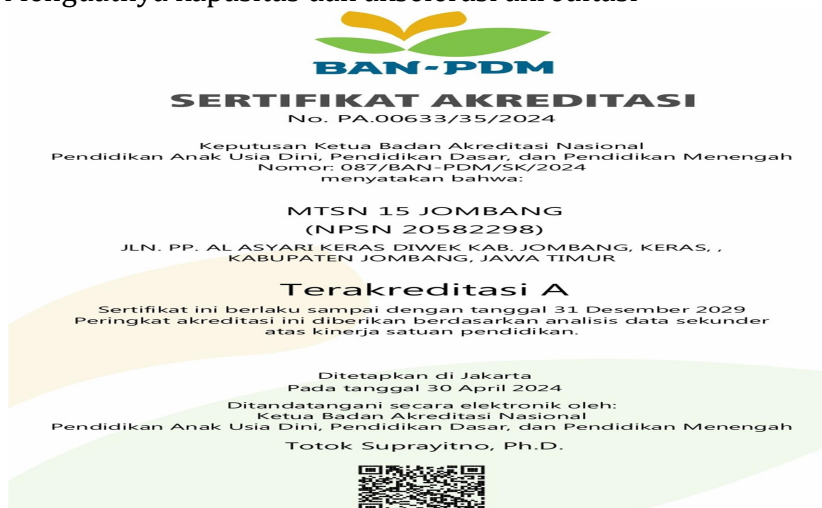 Menguatnya kapasitas dan akselerasi akreditasi
BAN-PDM
SERTIFIKAT AKREDITASI
No. PA.00633/35/2024
Keputusan Ketua Badan Akreditasi Nasional
Pendidikan Anak Usia Dini, Pendidikan Dasar, dan Pendidikan Menengah
Nomor: 087/BAN-PDM/SK/2024
menyatakan bahwa:
MTSN 15 JOMBANG
(NPSN 20582298)
JLN. PP. AL ASYARI KERAS DIWEK KAB. JOMBANG, KERAS, ,
KABUPATEN JOMBANG, JAWA TIMUR
Terakreditasi A
Sertifikat ini berlaku sampai dengan tanggal 31 Desember 2029
Peringkat akreditasi ini diberikan berdasarkan analisis data sekunder
atas kinerja satuan pendidikan.
Ditetapkan di Jakarta
Pada tanggal 30 April 2024
Ditandatangani secara elektronik oleh:
Ketua Badan Akreditasi Nasional
Pendidikan Anak Usia Dini, Pendidikan Dasar, dan Pendidikan Menengah
Totok Suprayitno, Ph.D.